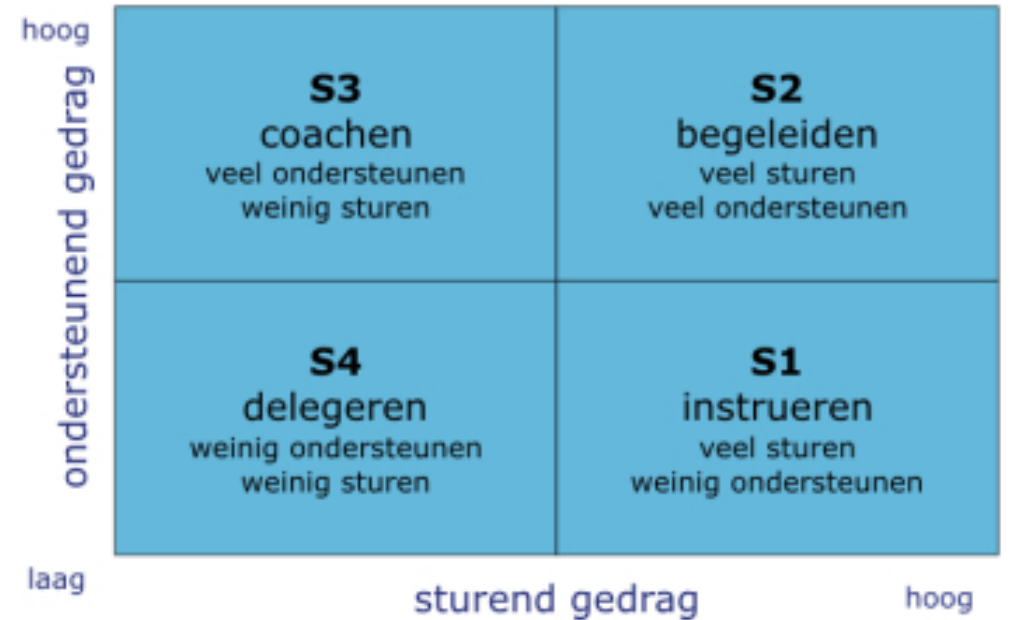 hoog
ondersteunend gedrag
S3
coachen
veel ondersteunen
weinig sturen
S2
begeleiden
veel sturen
veel ondersteunen
S4
delegeren
weinig ondersteunen
weinig sturen
S1
instrueren
veel sturen
weinig ondersteunen
laag
sturend gedrag
hoog